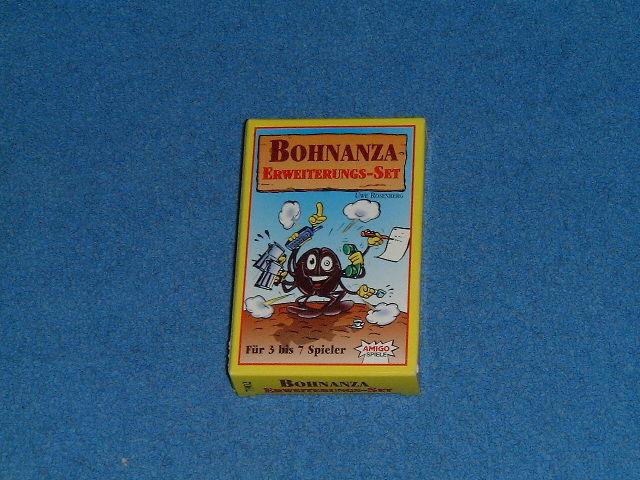 BOHNANZA
ERWEITERUNGS-SET
UWE ROSENBERG
Für 3 bis 7 Spieler
AMIGO
SPIELE
BOHNANZA
ERWEITERUNGS-SET